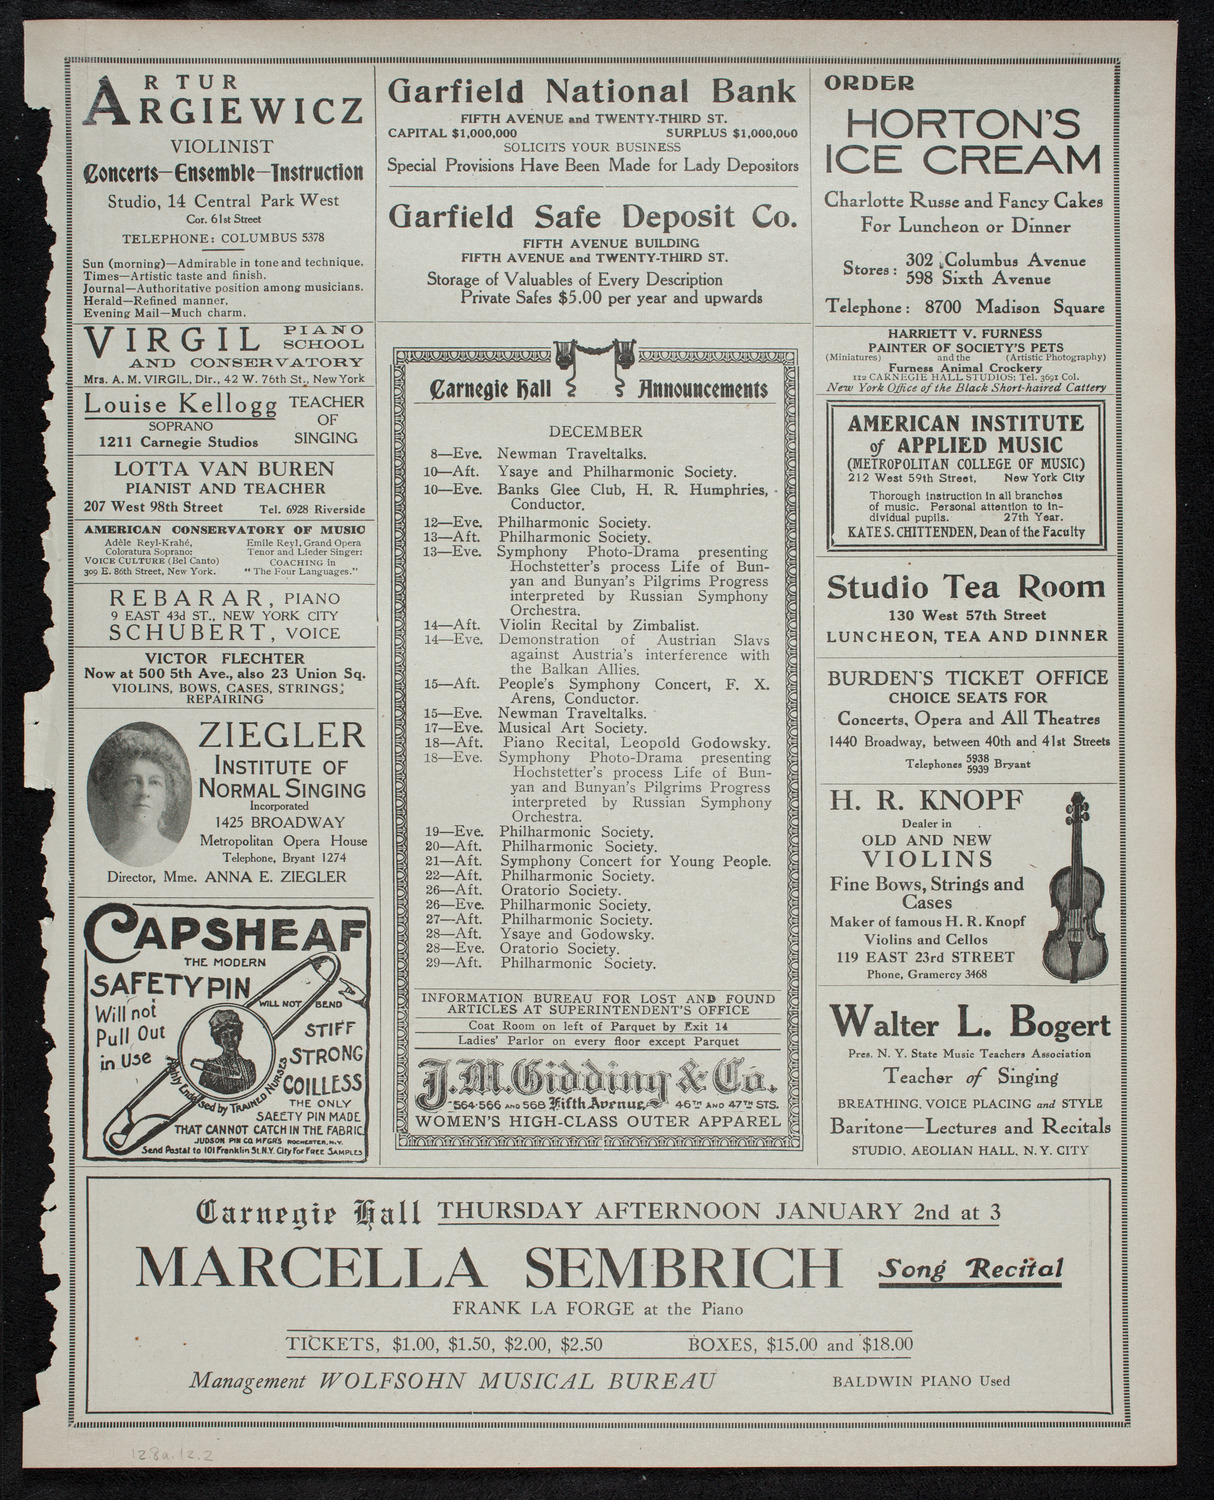 ARTUR
ARGIEWICZ
VIOLINIST
Concerts—Ensemble—Instruction
Studio, 14 Central Park West
Cor. 61st Street
TELEPHONE: COLUMBUS 5378
Sun (morning)—Admirable in tone and technique.
Times—Artistic taste and finish.
Journal—Authoritative position among musicians.
Herald—Refined manner.
Evening Mail—Much charm.
VIRGIL PIANO SCHOOL
AND CONSERVATORY
Mrs. A. M. VIRGIL, Dir., 42 W. 76th St., New York
Louise Kellogg TEACHER
SOPRANO OF
1211 Carnegie Studios SINGING
LOTTA VAN BUREN
PIANIST AND TEACHER
207 West 98th Street Tel. 6928 Riverside
AMERICAN CONSERVATORY OF MUSIC
Adèle Reyl-Krahé,
Coloratura Soprano:
VOICE CULTURE (Bel Canto)
309 E. 86th Street, New York.
Emile Reyl, Grand Opera
Tenor and Lieder Singer:
COACHING in
"The Four Languages."
REBARAR, PIANO
9 EAST 43d ST., NEW YORK CITY
SCHUBERT, VOICE
VICTOR FLECHTER
Now at 500 5th Ave., also 23 Union Sq.
VIOLINS, BOWS, CASES, STRINGS;
REPAIRING
ZIEGLER
INSTITUTE OF
NORMAL SINGING
Incorporated
1425 BROADWAY
Metropolitan Opera House
Telephone, Bryant 1274
Director, Mme. ANNA E. ZIEGLER
CAPSHEAF
THE MODERN
SAFETY PIN
WILL NOT BEND
Will not
Pull Out
in Use
STIFF
STRONG
COILLESS
Highly Endorsed by TRAINED NURSES
THE ONLY
SAFETY PIN MADE
THAT CANNOT CATCH IN THE FABRIC
JUDSON PIN CO. MFGRS ROCHESTER, N.Y.
Send Postal to 101 Franklin St. N.Y. City For FREE SAMPLES
Garfield National Bank
FIFTH AVENUE and TWENTY-THIRD ST.
CAPITAL $1,000,000 SURPLUS $1,000,000
SOLICITS YOUR BUSINESS
Special Provisions Have Been Made for Lady Depositors
Garfield Safe Deposit Co.
FIFTH AVENUE BUILDING
FIFTH AVENUE and TWENTY-THIRD ST.
Storage of Valuables of Every Description
Private Safes $5.00 per year and upwards
Carnegie Hall Announcements
DECEMBER
8—Eve. Newman Traveltalks.
10—Aft. Ysaye and Philharmonic Society.
10—Eve. Banks Glee Club, H. R. Humphries,
Conductor.
12—Eve. Philharmonic Society.
13—Aft. Philharmonic Society.
13—Eve. Symphony Photo-Drama presenting
Hochstetter's process Life of Bun-
yan and Bunyan's Pilgrims Progress
interpreted by Russian Symphony
Orchestra.
14—Aft. Violin Recital by Zimbalist.
14—Eve. Demonstration of Austrian Slavs
against Austria's interference with
the Balkan Allies.
15—Aft. People's Symphony Concert, F. X.
Arens, Conductor.
15—Eve. Newman Traveltalks.
17—Eve. Musical Art Society.
18—Aft. Piano Recital, Leopold Godowsky.
18—Eve. Symphony Photo-Drama presenting
Hochstetter's process Life of Bun-
yan and Bunyan's Pilgrims Progress
interpreted by Russian Symphony
Orchestra.
19—Eve. Philharmonic Society.
20—Aft. Philharmonic Society.
21—Aft. Symphony Concert for Young People.
22—Aft. Philharmonic Society.
26—Aft. Oratorio Society.
26—Eve. Philharmonic Society.
27—Aft. Philharmonic Society.
28—Aft. Ysaye and Godowsky.
28—Eve. Oratorio Society.
29—Aft. Philharmonic Society.
INFORMATION BUREAU FOR LOST AND FOUND
ARTICLES AT SUPERINTENDENT'S OFFICE
Coat Room on left of Parquet by Exit 14
Ladies' Parlor on every floor except Parquet
J. M. Gidding & Co.
564-566 AND 568 Fifth Avenue, 46TH AND 47TH STS.
WOMEN'S HIGH-CLASS OUTER APPAREL
ORDER
HORTON'S
ICE CREAM
Charlotte Russe and Fancy Cakes
For Luncheon or Dinner
Stores: 302 Columbus Avenue
598 Sixth Avenue
Telephone: 8700 Madison Square
HARRIETT V. FURNESS
PAINTER OF SOCIETY'S PETS
(Miniatures) and the (Artistic Photography)
Furness Animal Crockery
112 CARNEGIE HALL STUDIOS; Tel. 3691 Col.
New York Office of the Black Short-haired Cattery
AMERICAN INSTITUTE
of APPLIED MUSIC
(METROPOLITAN COLLEGE OF MUSIC)
212 West 59th Street, New York City
Thorough instruction in all branches
of music. Personal attention to in-
dividual pupils. 27th Year.
KATE S. CHITTENDEN, Dean of the Faculty
Studio Tea Room
130 West 57th Street
LUNCHEON, TEA AND DINNER
BURDEN'S TICKET OFFICE
CHOICE SEATS FOR
Concerts, Opera and All Theatres
1440 Broadway, between 40th and 41st Streets
Telephones 5938 5939 Bryant
H. R. KNOPF
Dealer in
OLD AND NEW
VIOLINS
Fine Bows, Strings and
Cases
Maker of famous H. R. Knopf
Violins and Cellos
119 EAST 23rd STREET
Phone, Gramercy 3468
Walter L. Bogert
Pres. N. Y. State Music Teachers Association
Teacher of Singing
BREATHING, VOICE PLACING and STYLE
Baritone—Lectures and Recitals
STUDIO, AEOLIAN HALL, N. Y. CITY
Carnegie Hall THURSDAY AFTERNOON JANUARY 2nd at 3
MARCELLA SEMBRICH Song Recital
FRANK LA FORGE at the Piano
TICKETS, $1.00, $1.50, $2.00, $2.50 BOXES, $15.00 and $18.00
Management WOLFSOHN MUSICAL BUREAU BALDWIN PIANO Used
128a.12.2